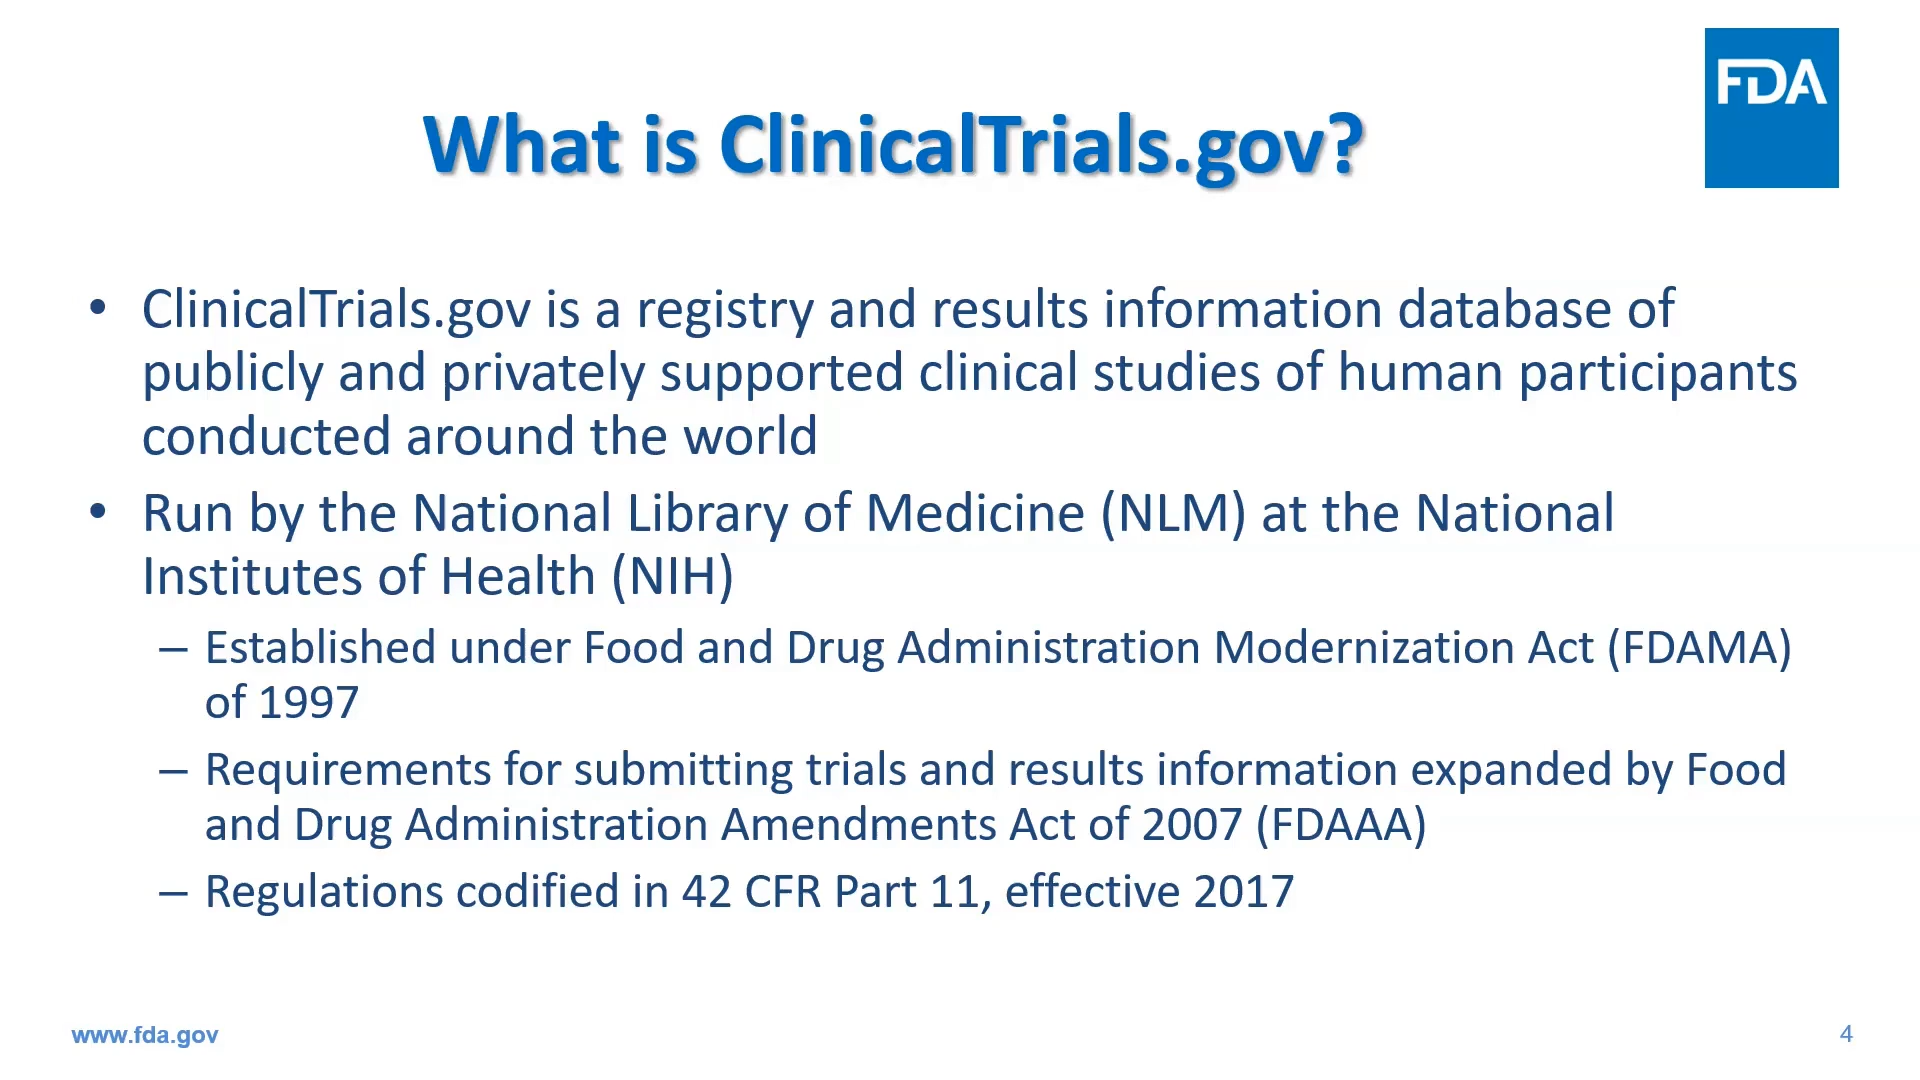 FDA
What is ClinicalTrials.gov?
• ClinicalTrials.gov is a registry and results information database of
publicly and privately supported clinical studies of human participants
conducted around the world
• Run by the National Library of Medicine (NLM) at the National
Institutes of Health (NIH)
– Established under Food and Drug Administration Modernization Act (FDAMA)
of 1997
– Requirements for submitting trials and results information expanded by Food
and Drug Administration Amendments Act of 2007 (FDAAA)
– Regulations codified in 42 CFR Part 11, effective 2017
www.fda.gov
4